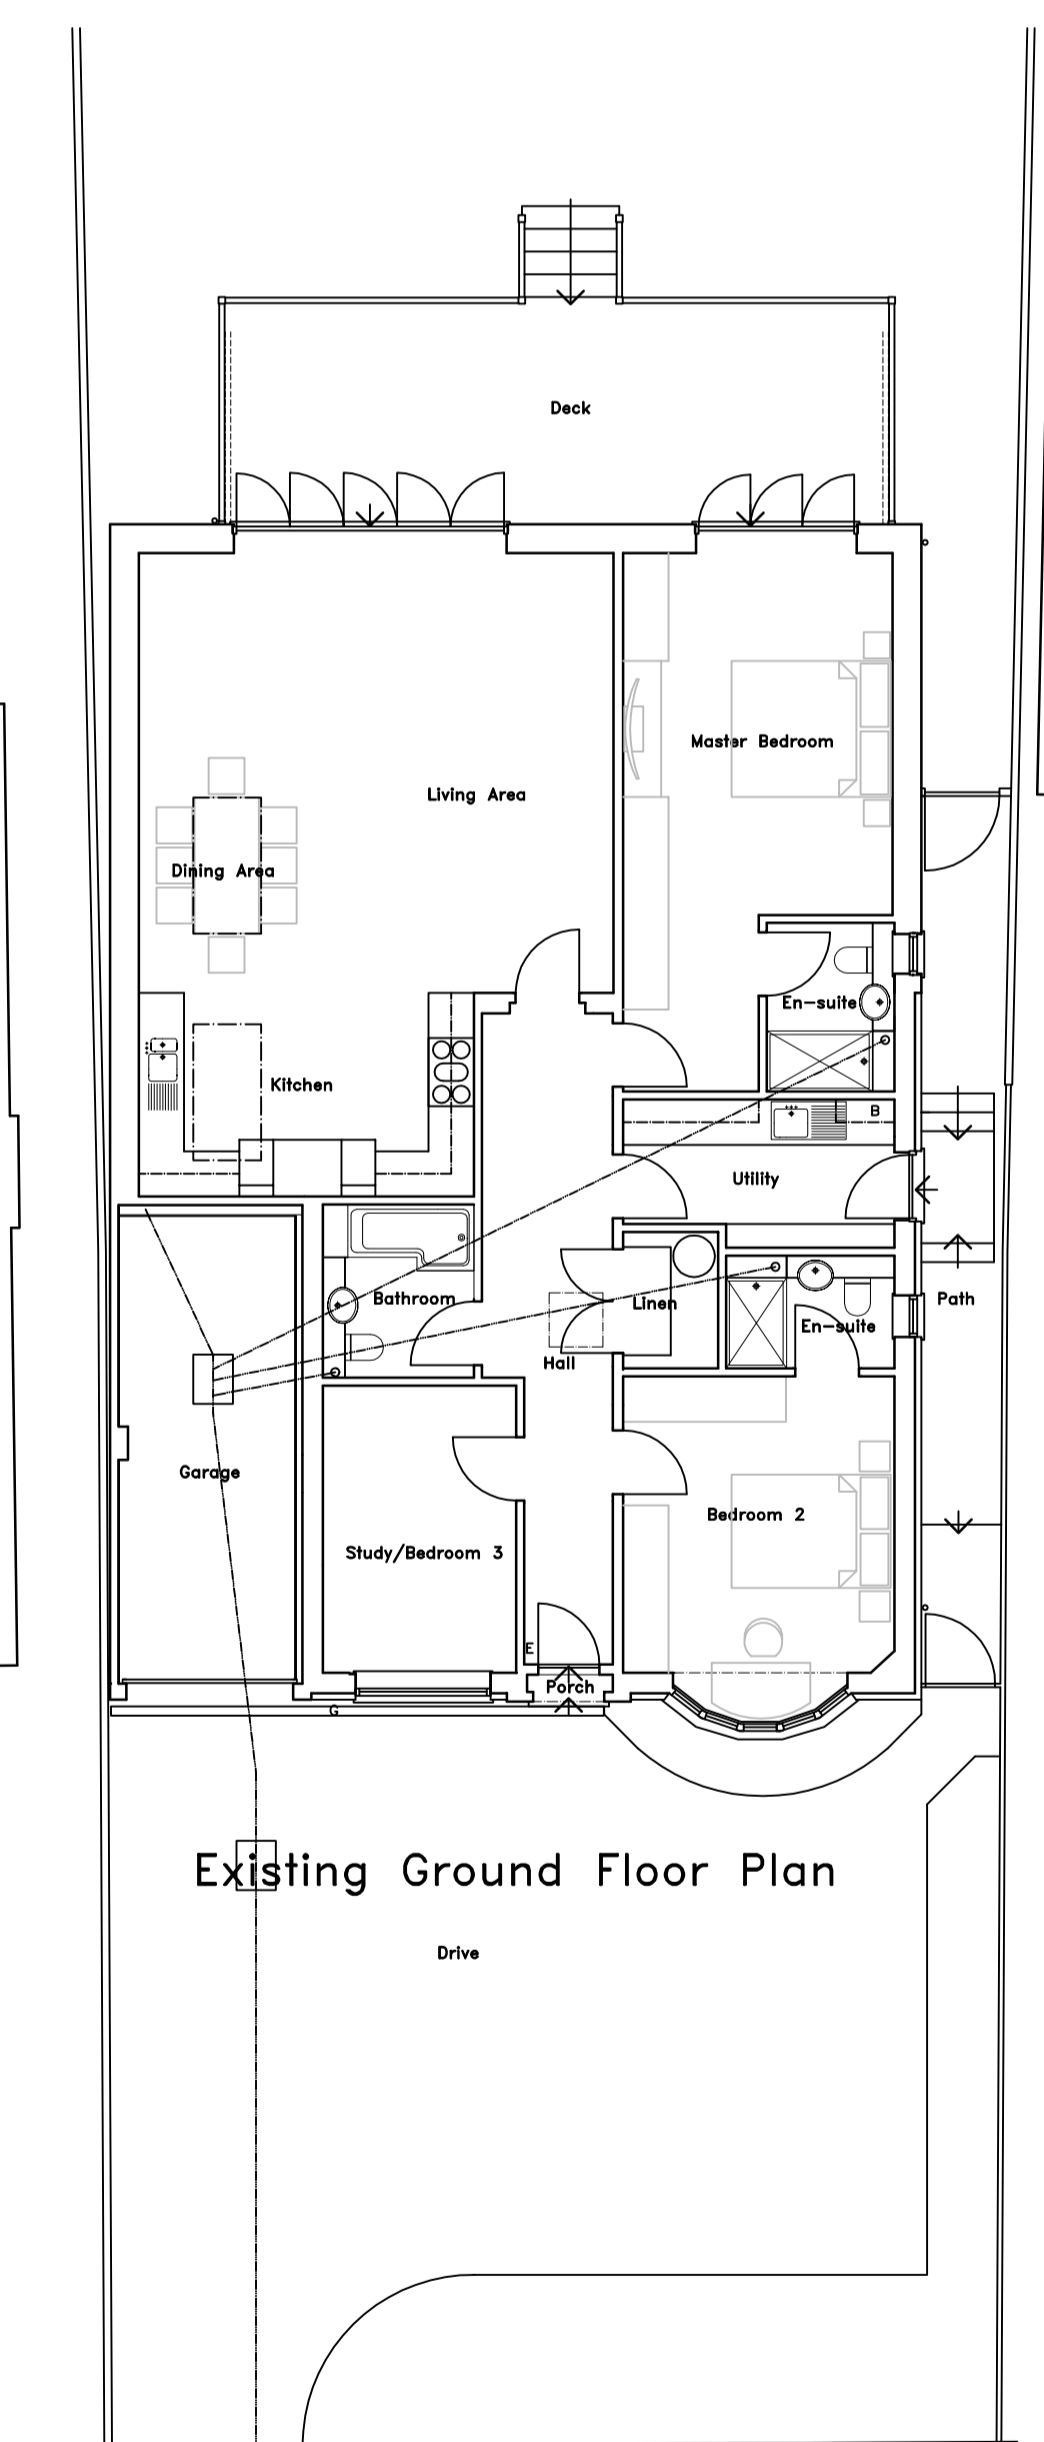 Deck
Master Bedroom
Living Area
Dining Area
En-suite
Kitchen
B
Utility
Bathroom
Linen
Path
En-suite
Hall
Garage
Bedroom 2
Study/Bedroom 3
E
Porch
G
Existing Ground Floor Plan
Drive